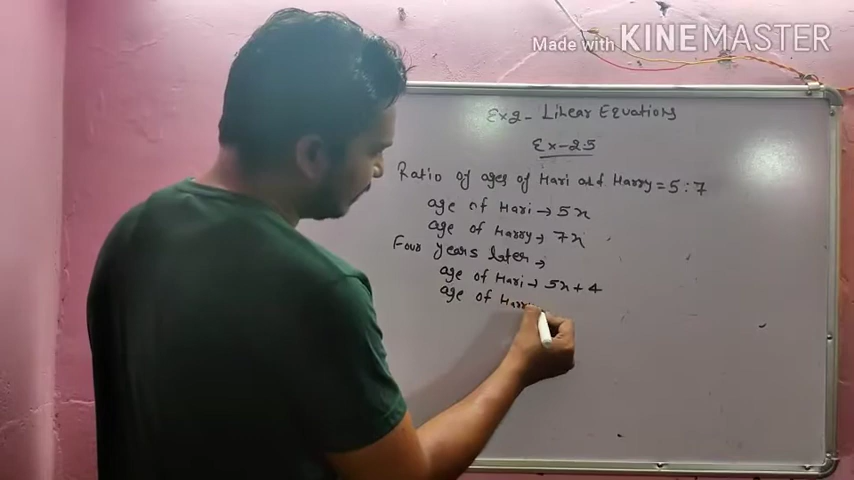 Made with KINEMASTER
Ex2- Linear Equations
Ex-2.5
Ratio of ages of Hari and Harry = 5:7
age of Hari → 5x
age of Harry → 7x
Four years later →
age of Hari → 5x + 4
age of Harry